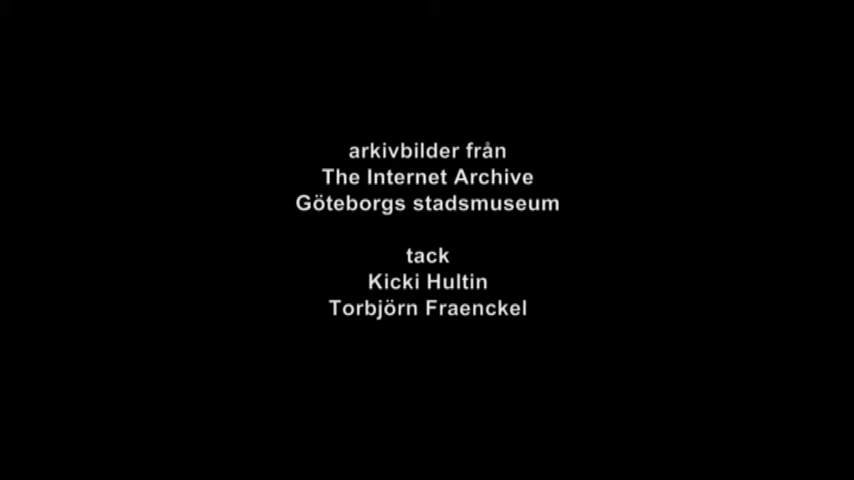 arkivbilder från
The Internet Archive
Göteborgs stadsmuseum
tack
Kicki Hultin
Torbjörn Fraenckel